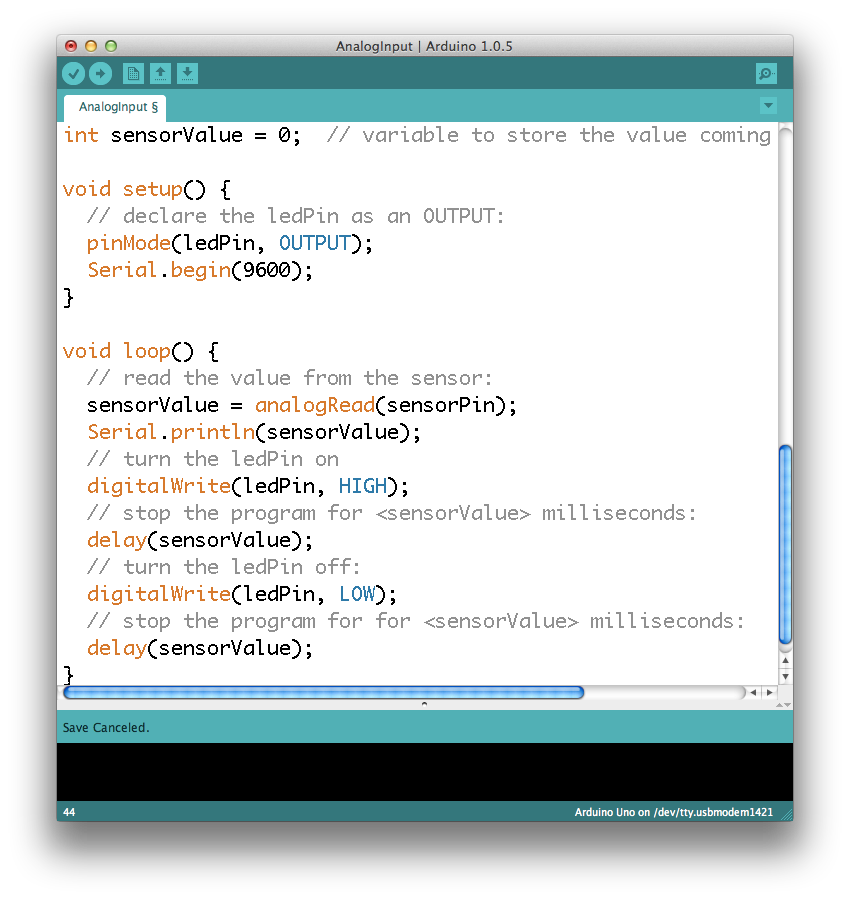 AnalogInput | Arduino 1.0.5
AnalogInput §
int sensorValue = 0;  // variable to store the value coming
void setup() {
  // declare the ledPin as an OUTPUT:
  pinMode(ledPin, OUTPUT);
  Serial.begin(9600);
}
void loop() {
  // read the value from the sensor:
  sensorValue = analogRead(sensorPin);
  Serial.println(sensorValue);
  // turn the ledPin on
  digitalWrite(ledPin, HIGH);
  // stop the program for <sensorValue> milliseconds:
  delay(sensorValue);
  // turn the ledPin off:
  digitalWrite(ledPin, LOW);
  // stop the program for for <sensorValue> milliseconds:
  delay(sensorValue);
}
Save Canceled.
44 Arduino Uno on /dev/tty.usbmodem1421